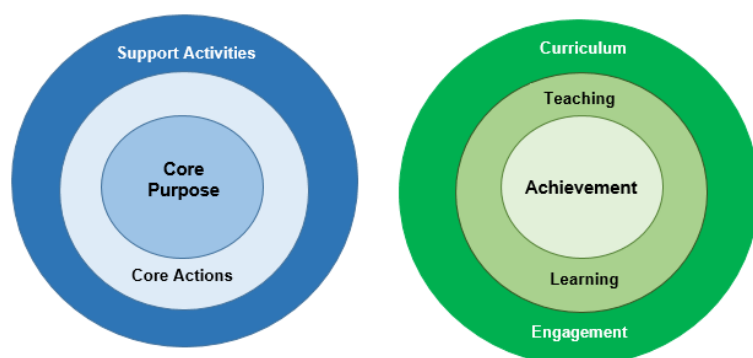 Support Activities
Core
Purpose
Core Actions
Curriculum
Teaching
Achievement
Learning
Engagement